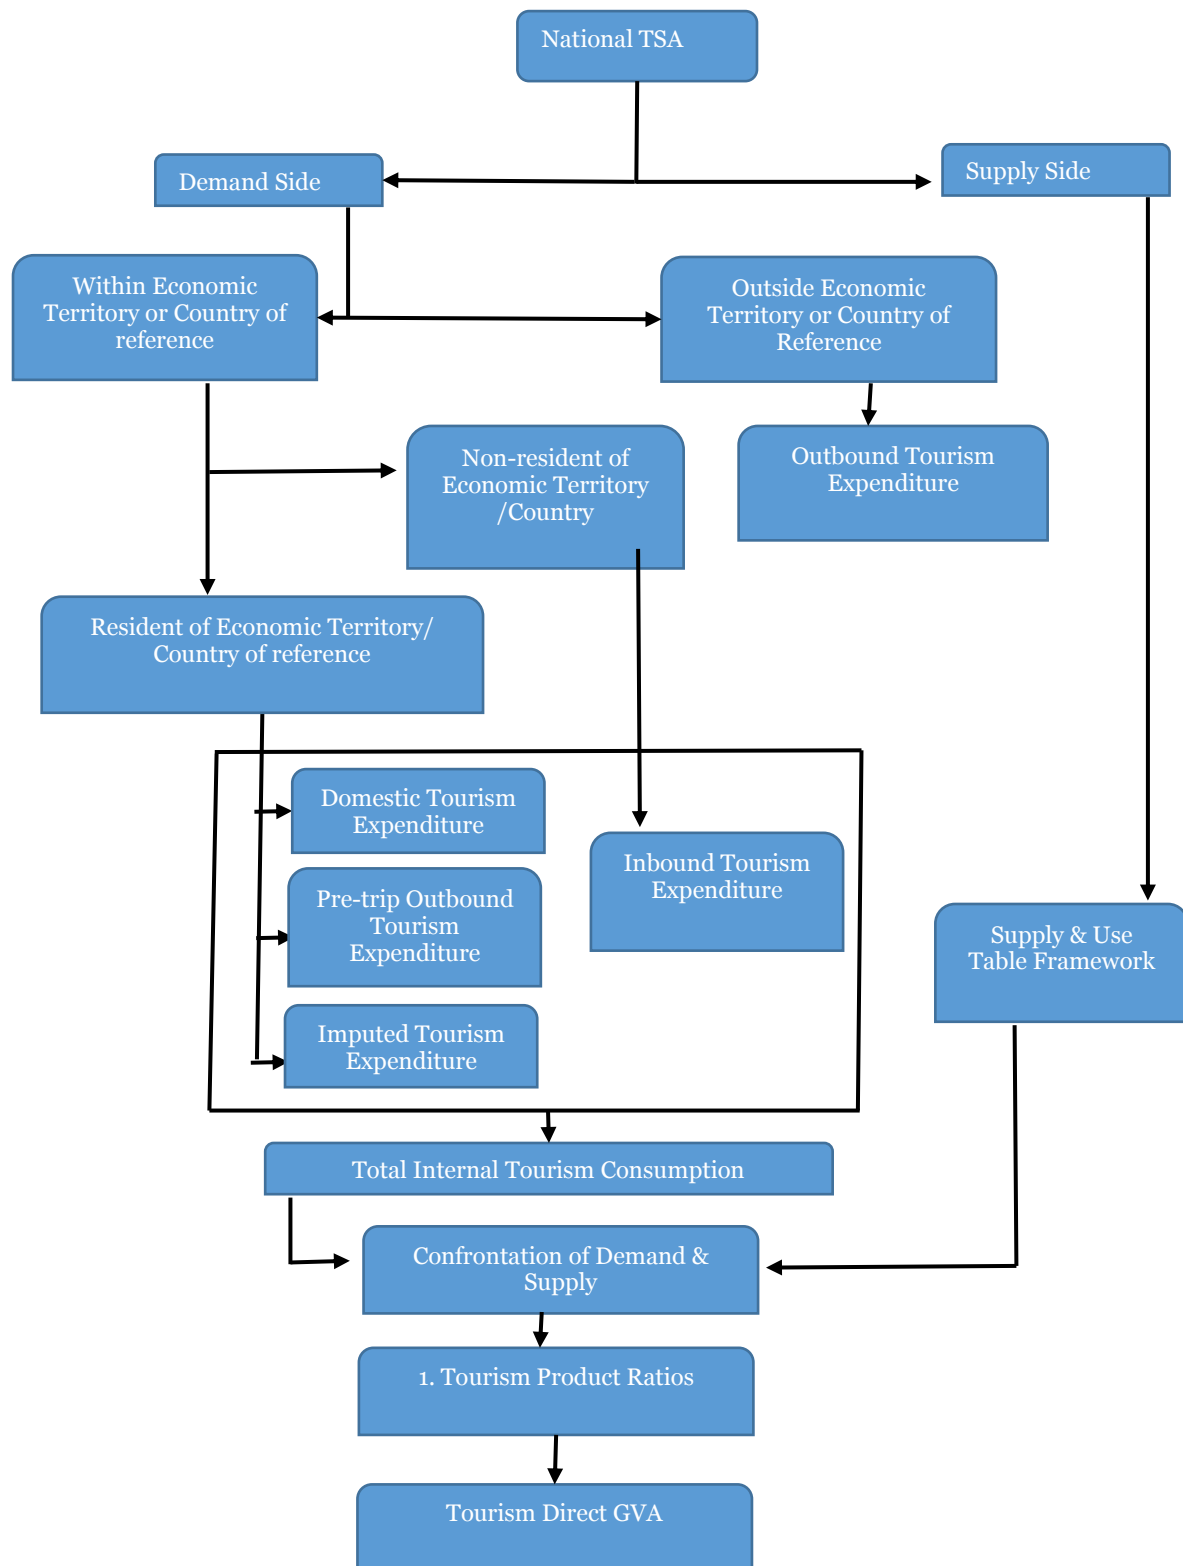 National TSA
Demand Side
Supply Side
Within Economic
Territory or Country of
reference
Outside Economic
Territory or Country of
Reference
Non-resident of
Economic Territory
/Country
Outbound Tourism
Expenditure
Resident of Economic Territory/
Country of reference
Domestic Tourism
Expenditure
Inbound Tourism
Expenditure
Pre-trip Outbound
Tourism
Expenditure
Supply & Use
Table Framework
Imputed Tourism
Expenditure
Total Internal Tourism Consumption
Confrontation of Demand &
Supply
1. Tourism Product Ratios
Tourism Direct GVA